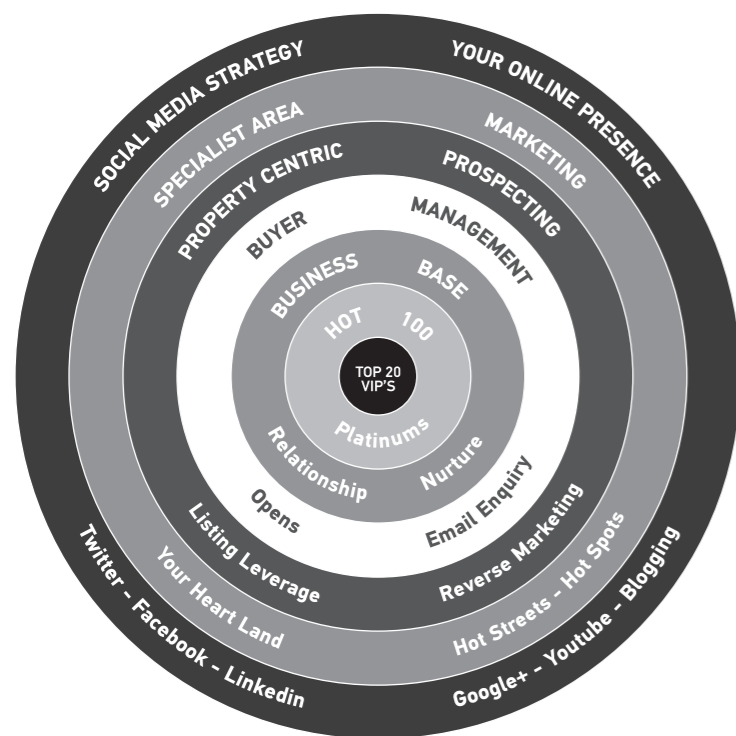 SOCIAL MEDIA STRATEGY
YOUR ONLINE PRESENCE
SPECIALIST AREA
MARKETING
PROPERTY CENTRIC
PROSPECTING
BUYER
MANAGEMENT
BUSINESS
BASE
HOT
100
TOP 20
VIP'S
Platinums
Relationship
Nurture
Opens
Email Enquiry
Listing Leverage
Reverse Marketing
Your Heart Land
Hot Streets - Hot Spots
Twitter - Facebook - Linkedin
Google+ - Youtube - Blogging